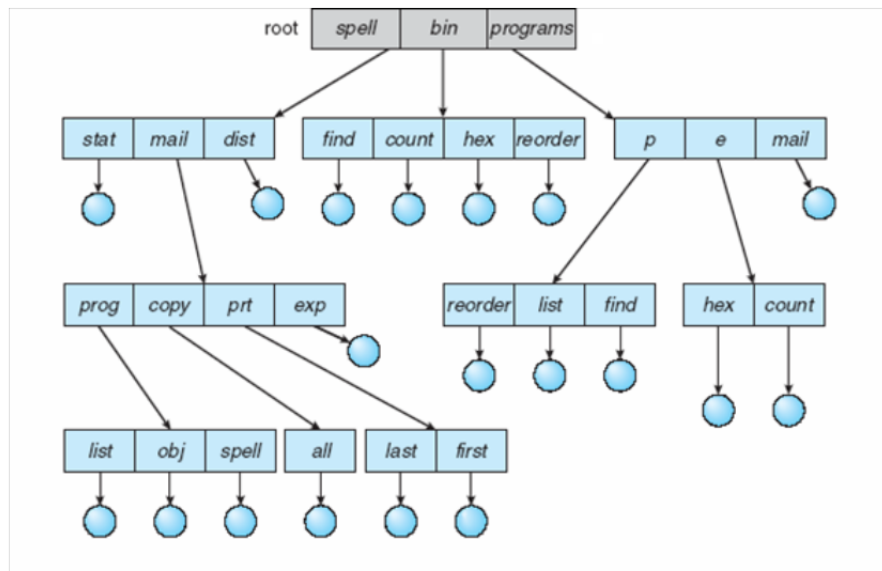 root spell bin programs
stat mail dist find count hex reorder p e mail
prog copy prt exp reorder list find hex count
list obj spell all last first